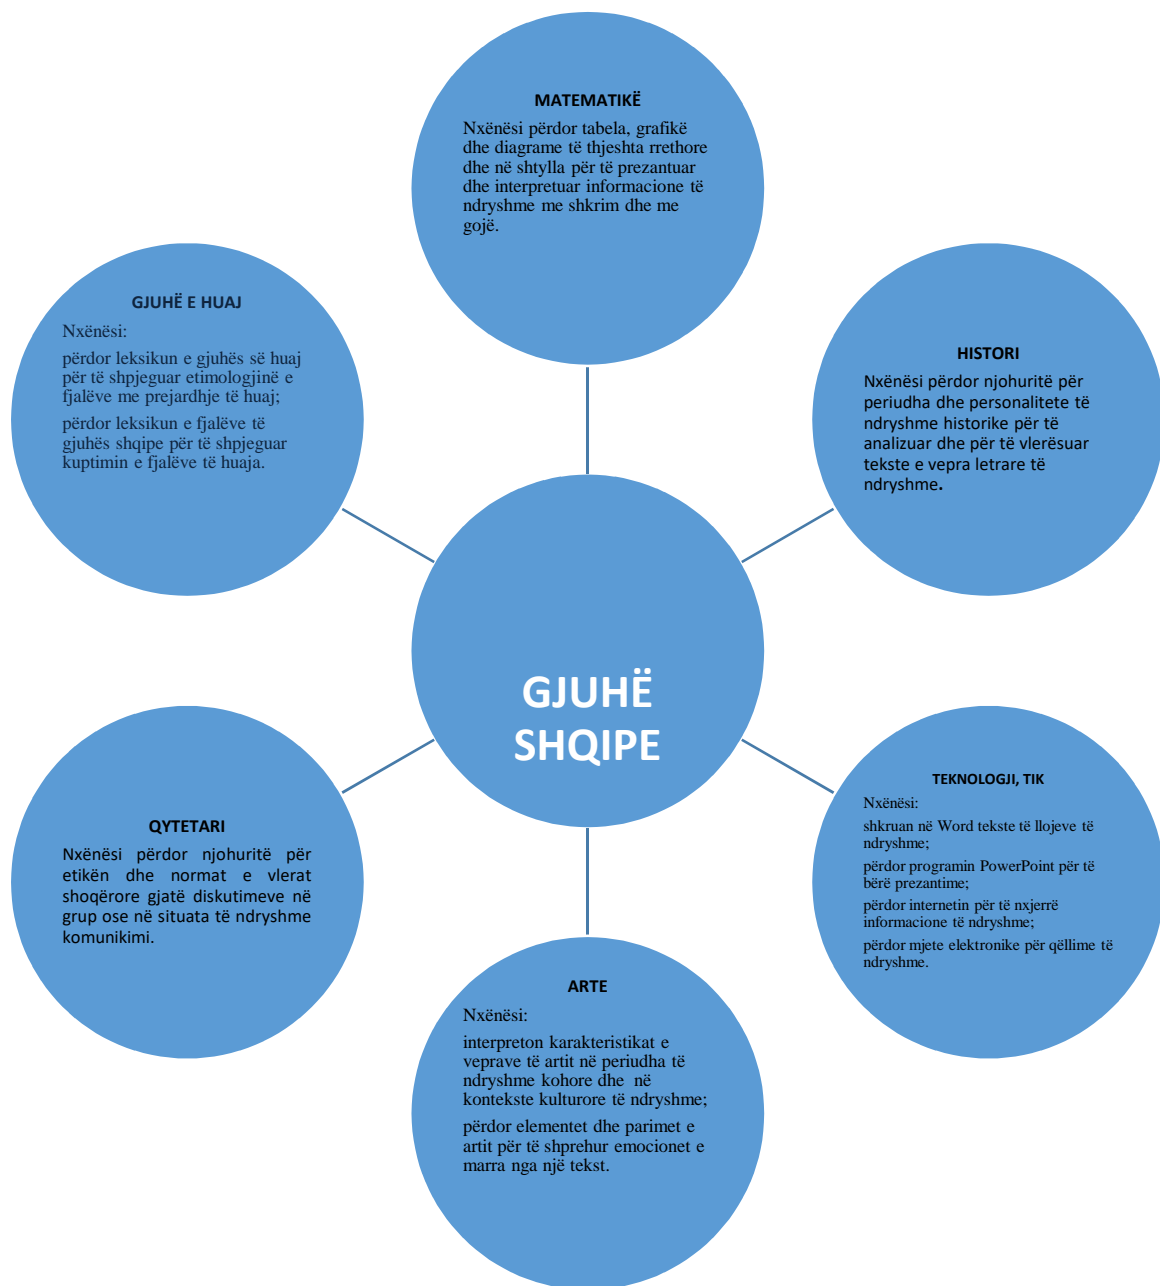 MATEMATIKË
Nxënësi përdor tabela, grafikë
dhe diagrame të thjeshta rrethore
dhe në shtylla për të prezantuar
dhe interpretuar informacione të
ndryshme me shkrim dhe me
gojë.
GJUHË E HUAJ
Nxënësi:
përdor leksikun e gjuhës së huaj
për të shpjeguar etimologjinë e
fjalëve me prejardhje të huaj;
përdor leksikun e fjalëve të
gjuhës shqipe për të shpjeguar
kuptimin e fjalëve të huaja.
HISTORI
Nxënësi përdor njohuritë për
periudha dhe personalitete të
ndryshme historike për të
analizuar dhe për të vlerësuar
tekste e vepra letrare të
ndryshme.
GJUHË
SHQIPE
QYTETARI
Nxënësi përdor njohuritë për
etikën dhe normat e vlerat
shoqërore gjatë diskutimeve në
grup ose në situata të ndryshme
komunikimi.
TEKNOLOGJI, TIK
Nxënësi:
shkruan në Word tekste të llojeve të
ndryshme;
përdor programin PowerPoint për të
bërë prezantime;
përdor internetin për të nxjerrë
informacione të ndryshme;
përdor mjete elektronike për qëllime të
ndryshme.
ARTE
Nxënësi:
interpreton karakteristikat e
veprave të artit në periudha të
ndryshme kohore dhe  në
kontekste kulturore të ndryshme;
përdor elementet dhe parimet e
artit për të shprehur emocionet e
marra nga një tekst.